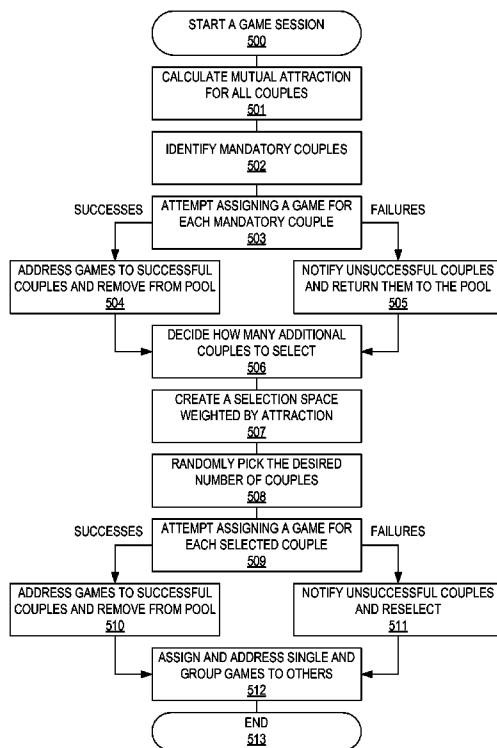 START A GAME SESSION
500
CALCULATE MUTUAL ATTRACTION
FOR ALL COUPLES
501
IDENTIFY MANDATORY COUPLES
502
SUCCESSES
ATTEMPT ASSIGNING A GAME FOR
EACH MANDATORY COUPLE
503
FAILURES
ADDRESS GAMES TO SUCCESSFUL
COUPLES AND REMOVE FROM POOL
504
NOTIFY UNSUCCESSFUL COUPLES
AND RETURN THEM TO THE POOL
505
DECIDE HOW MANY ADDITIONAL
COUPLES TO SELECT
506
CREATE A SELECTION SPACE
WEIGHTED BY ATTRACTION
507
RANDOMLY PICK THE DESIRED
NUMBER OF COUPLES
508
SUCCESSES
ATTEMPT ASSIGNING A GAME FOR
EACH SELECTED COUPLE
509
FAILURES
ADDRESS GAMES TO SUCCESSFUL
COUPLES AND REMOVE FROM POOL
510
NOTIFY UNSUCCESSFUL COUPLES
AND RESELECT
511
ASSIGN AND ADDRESS SINGLE AND
GROUP GAMES TO OTHERS
512
END
513